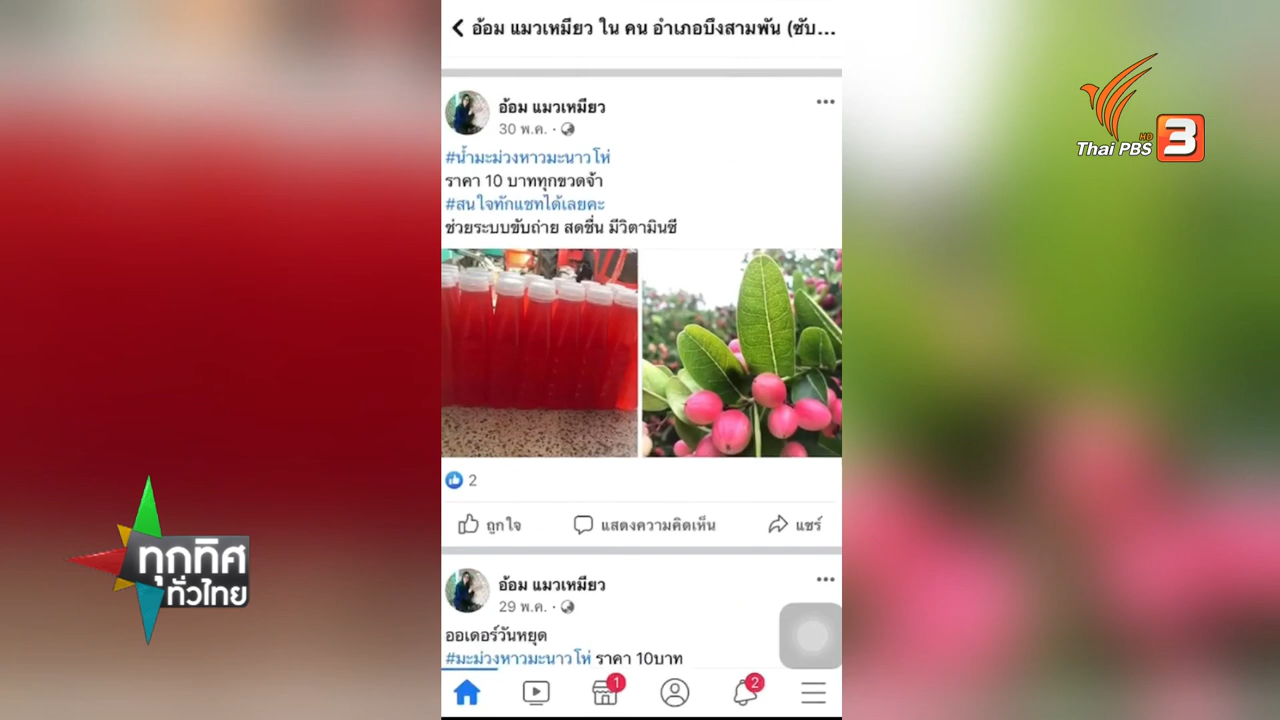 อ้อม แมวเหมียว ใน คน อำเภอบึงสามพัน (ซับ...
อ้อม แมวเหมียว
30 พ.ค. ·
#น้ำมะม่วงหาวมะนาวโห่
ราคา 10 บาททุกขวดจ้า
#สนใจทักแชทได้เลยคะ
ช่วยระบบขับถ่าย สดชื่น มีวิตามินซี
2
ถูกใจ แสดงความคิดเห็น แชร์
อ้อม แมวเหมียว
29 พ.ค. ·
ออเดอร์วันหยุด
#มะม่วงหาวมะนาวโห่ ราคา 10บาท
1 2
Thai PBS HD 3
ทุกทิศ
ทั่วไทย